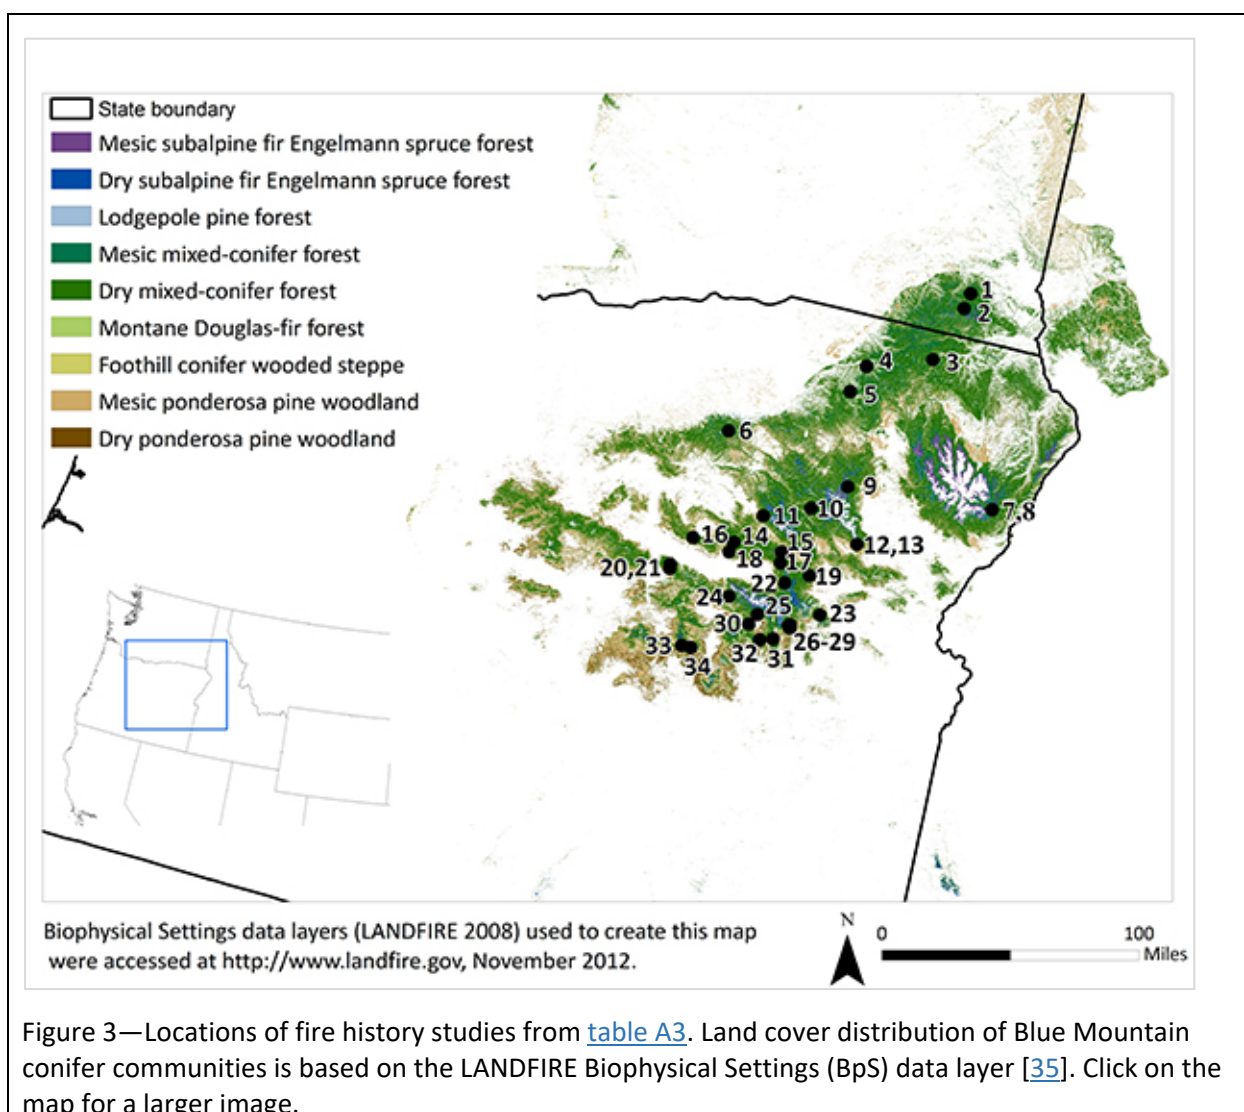 State boundary
Mesic subalpine fir Engelmann spruce forest
Dry subalpine fir Engelmann spruce forest
Lodgepole pine forest
Mesic mixed-conifer forest
Dry mixed-conifer forest
Montane Douglas-fir forest
Foothill conifer wooded steppe
Mesic ponderosa pine woodland
Dry ponderosa pine woodland
1
2
3
4
5
6
9
10
7,8
11
16
14
15
12,13
18
17
20,21
19
22
24
25
23
30
26-29
33
32
31
34
Biophysical Settings data layers (LANDFIRE 2008) used to create this map
were accessed at http://www.landfire.gov, November 2012.
N
0
100
Miles
Figure 3—Locations of fire history studies from table A3. Land cover distribution of Blue Mountain
conifer communities is based on the LANDFIRE Biophysical Settings (BpS) data layer [35]. Click on the
map for a larger image.